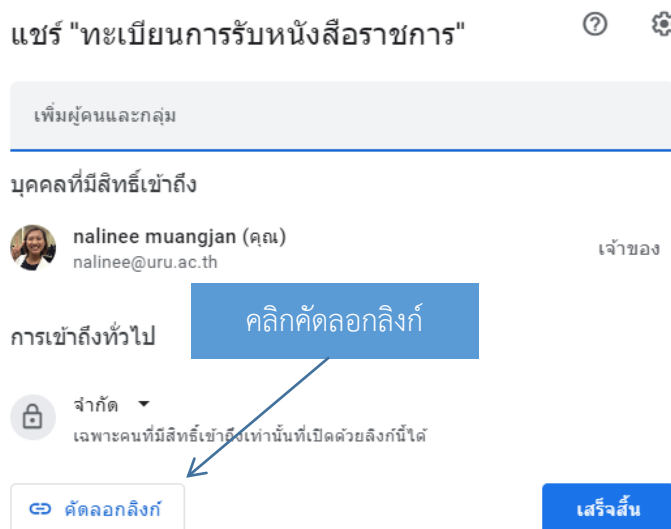 แชร์ "ทะเบียนการรับหนังสือราชการ"
เพิ่มผู้คนและกลุ่ม
บุคคลที่มีสิทธิ์เข้าถึง
nalinee muangjan (คุณ)
nalinee@uru.ac.th
เจ้าของ
คลิกคัดลอกลิงก์
การเข้าถึงทั่วไป
จำกัด
เฉพาะคนที่มีสิทธิ์เข้าถึงเท่านั้นที่เปิดด้วยลิงก์นี้ได้
คัดลอกลิงก์
เสร็จสิ้น